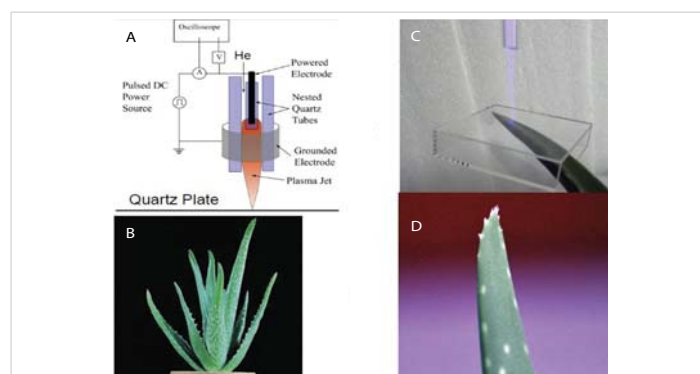 A
Oscilloscope
V
He
A
Powered
Electrode
Pulsed DC
Power
Source
Nested
Quartz
Tubes
Grounded
Electrode
Plasma Jet
Quartz Plate
B
C
D